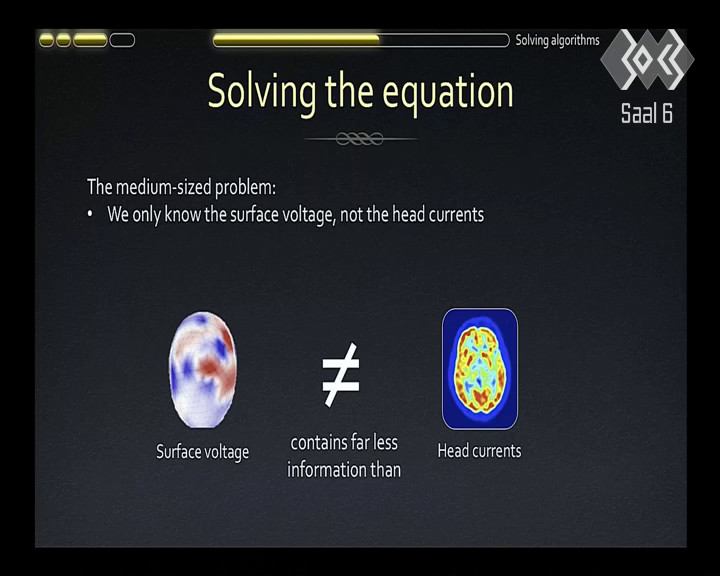 Solving algorithms
Saal 6
Solving the equation
The medium-sized problem:
• We only know the surface voltage, not the head currents
≠
Surface voltage
contains far less
information than
Head currents